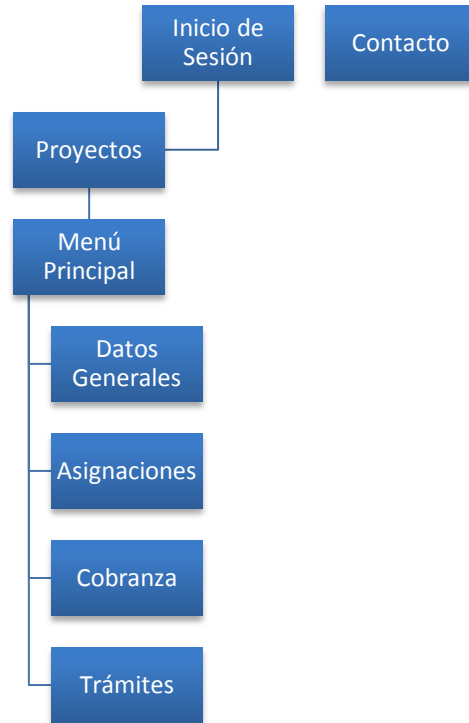 Inicio de
Sesión
Contacto
Proyectos
Menú
Principal
Datos
Generales
Asignaciones
Cobranza
Trámites